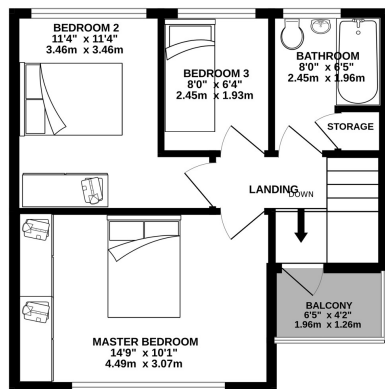 BEDROOM 2
11'4" x 11'4"
3.46m x 3.46m
BEDROOM 3
8'0" x 6'4"
2.45m x 1.93m
BATHROOM
8'0" x 6'5"
2.45m x 1.96m
STORAGE
LANDING
DOWN
MASTER BEDROOM
14'9" x 10'1"
4.49m x 3.07m
BALCONY
6'5" x 4'2"
1.96m x 1.26m